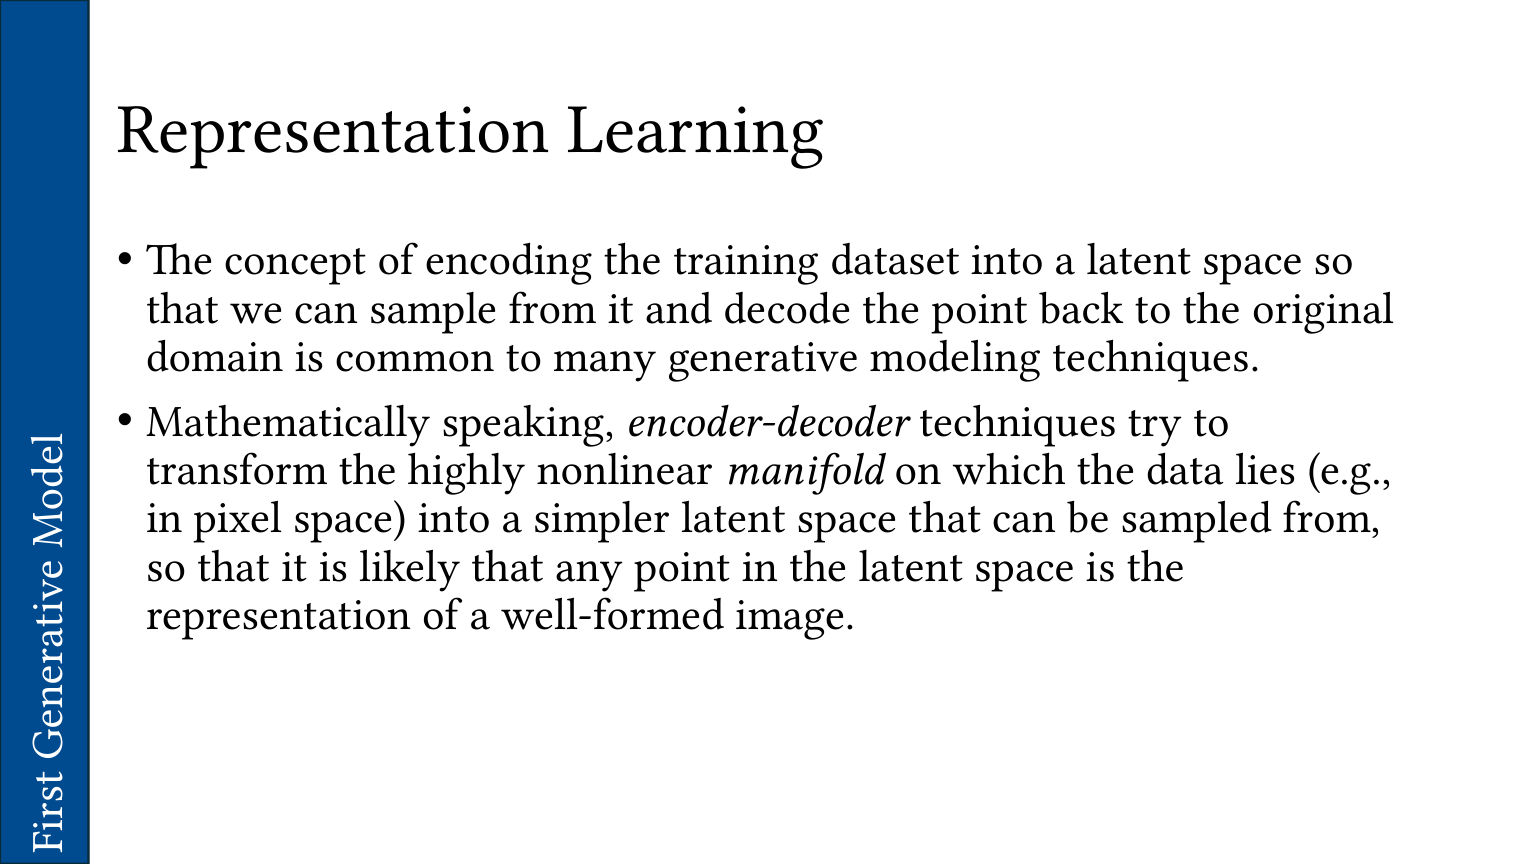 Representation Learning
• The concept of encoding the training dataset into a latent space so
that we can sample from it and decode the point back to the original
domain is common to many generative modeling techniques.
• Mathematically speaking, encoder-decoder techniques try to
transform the highly nonlinear manifold on which the data lies (e.g.,
in pixel space) into a simpler latent space that can be sampled from,
so that it is likely that any point in the latent space is the
representation of a well-formed image.
First Generative Model